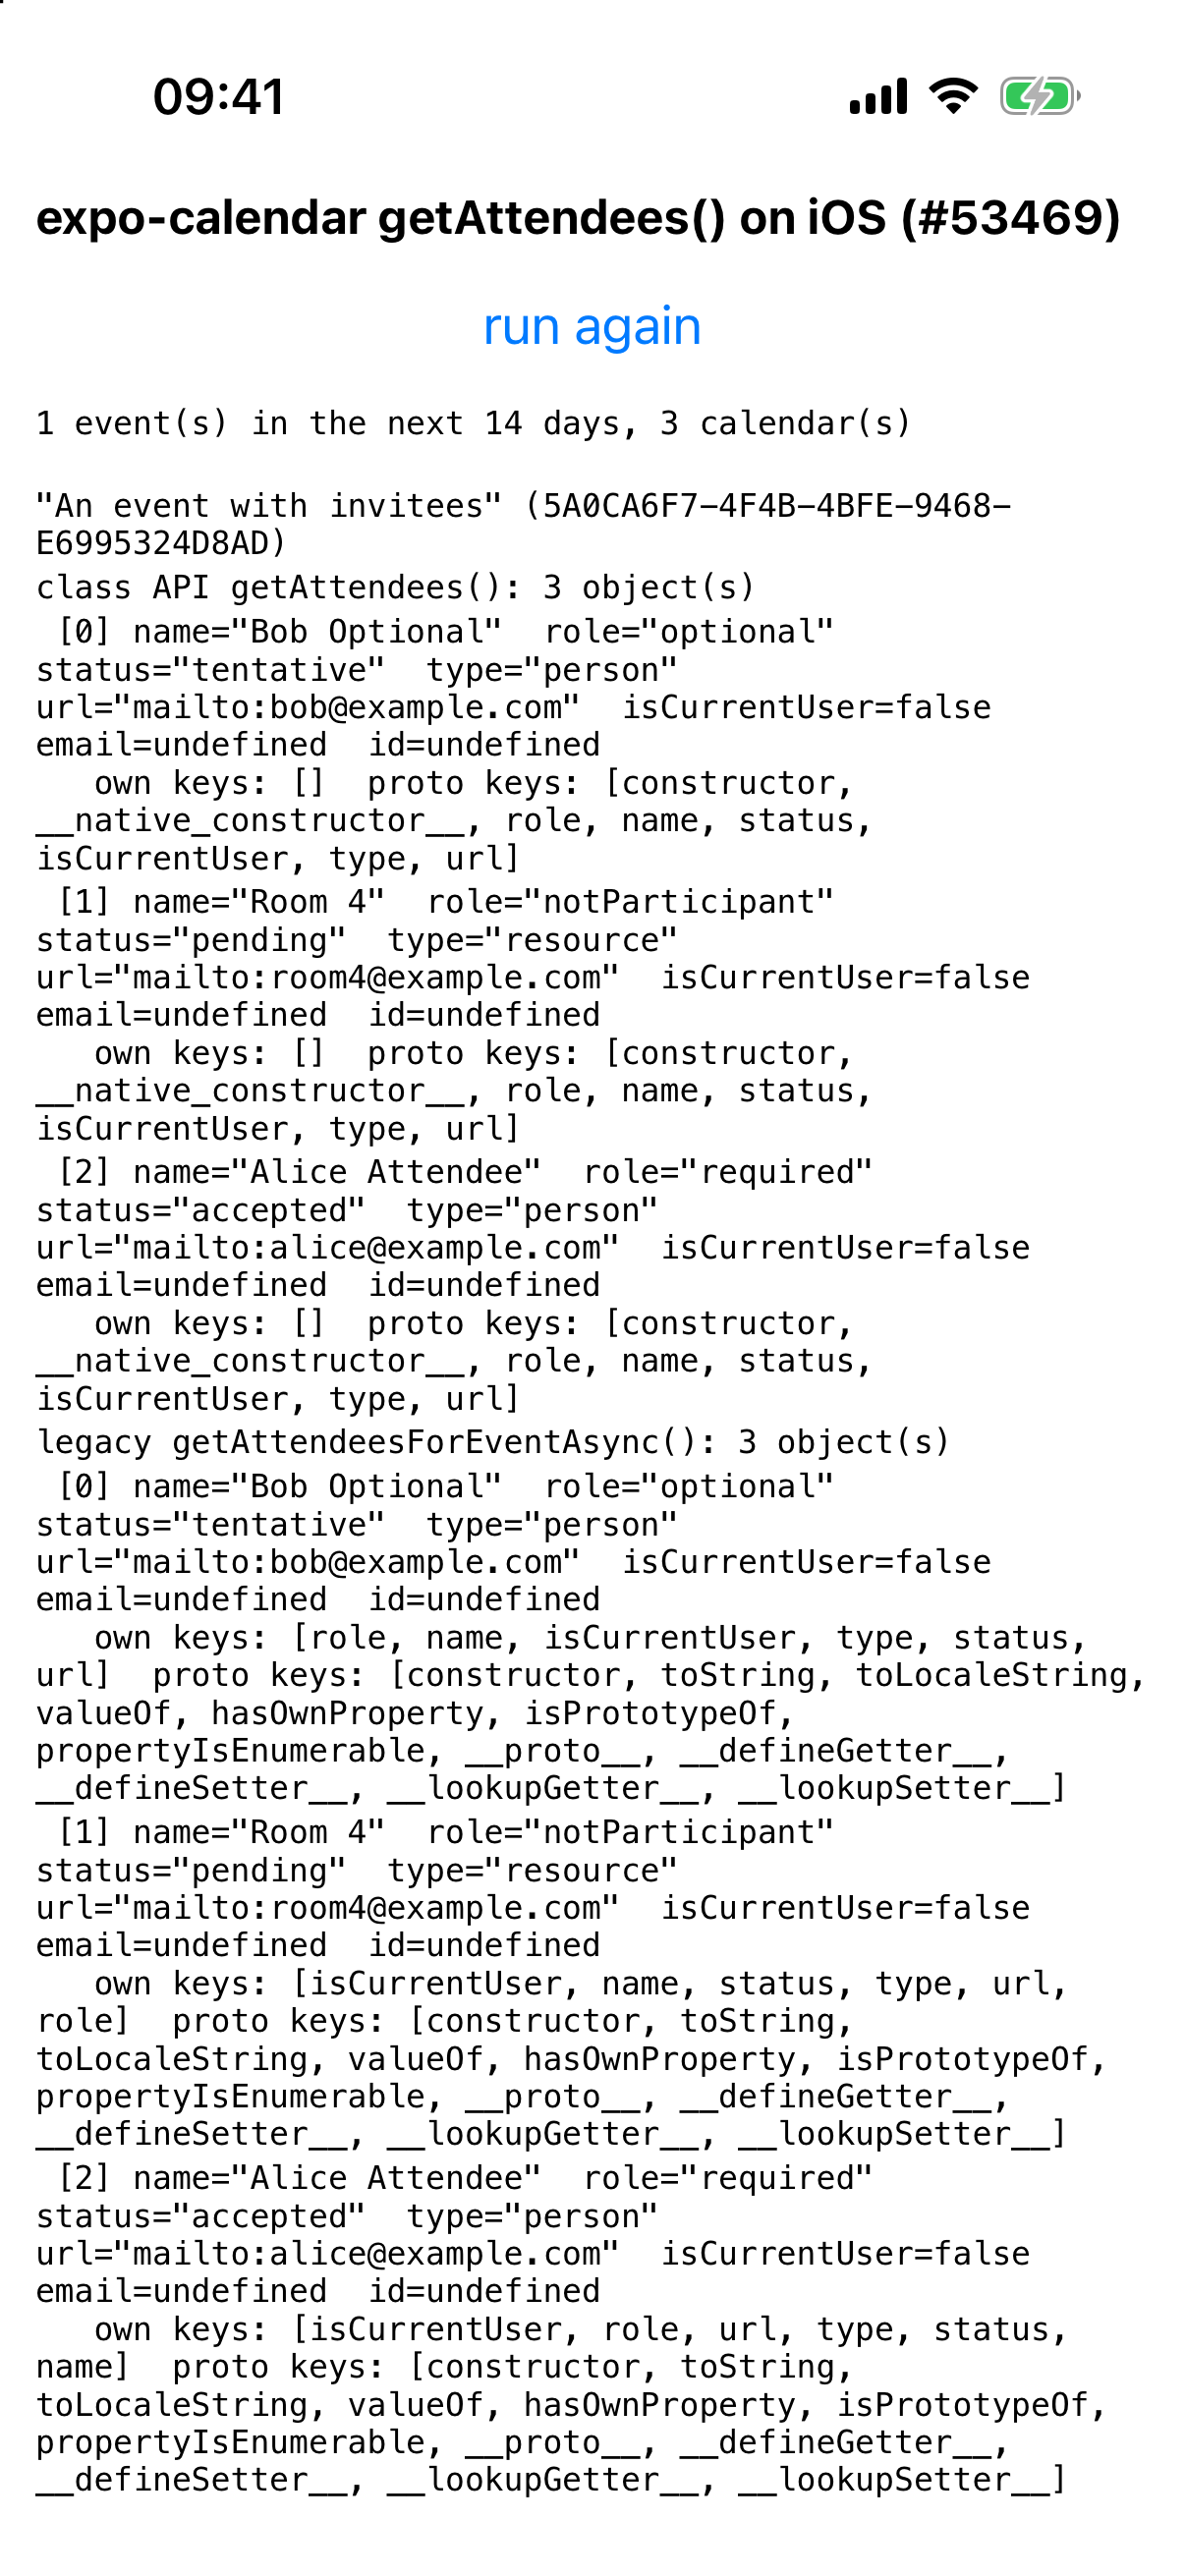 09:41
expo-calendar getAttendees() on iOS (#53469)
run again
1 event(s) in the next 14 days, 3 calendar(s)
"An event with invitees" (5A0CA6F7-4F4B-4BFE-9468-
E6995324D8AD)
class API getAttendees(): 3 object(s)
[0] name="Bob Optional"  role="optional"
status="tentative"  type="person"
url="mailto:bob@example.com"  isCurrentUser=false
email=undefined  id=undefined
own keys: []  proto keys: [constructor,
__native_constructor__, role, name, status,
isCurrentUser, type, url]
[1] name="Room 4"  role="notParticipant"
status="pending"  type="resource"
url="mailto:room4@example.com"  isCurrentUser=false
email=undefined  id=undefined
own keys: []  proto keys: [constructor,
__native_constructor__, role, name, status,
isCurrentUser, type, url]
[2] name="Alice Attendee"  role="required"
status="accepted"  type="person"
url="mailto:alice@example.com"  isCurrentUser=false
email=undefined  id=undefined
own keys: []  proto keys: [constructor,
__native_constructor__, role, name, status,
isCurrentUser, type, url]
legacy getAttendeesForEventAsync(): 3 object(s)
[0] name="Bob Optional"  role="optional"
status="tentative"  type="person"
url="mailto:bob@example.com"  isCurrentUser=false
email=undefined  id=undefined
own keys: [role, name, isCurrentUser, type, status,
url]  proto keys: [constructor, toString, toLocaleString,
valueOf, hasOwnProperty, isPrototypeOf,
propertyIsEnumerable, __proto__, __defineGetter__,
__defineSetter__, __lookupGetter__, __lookupSetter__]
[1] name="Room 4"  role="notParticipant"
status="pending"  type="resource"
url="mailto:room4@example.com"  isCurrentUser=false
email=undefined  id=undefined
own keys: [isCurrentUser, name, status, type, url,
role]  proto keys: [constructor, toString,
toLocaleString, valueOf, hasOwnProperty, isPrototypeOf,
propertyIsEnumerable, __proto__, __defineGetter__,
__defineSetter__, __lookupGetter__, __lookupSetter__]
[2] name="Alice Attendee"  role="required"
status="accepted"  type="person"
url="mailto:alice@example.com"  isCurrentUser=false
email=undefined  id=undefined
own keys: [isCurrentUser, role, url, type, status,
name]  proto keys: [constructor, toString,
toLocaleString, valueOf, hasOwnProperty, isPrototypeOf,
propertyIsEnumerable, __proto__, __defineGetter__,
__defineSetter__, __lookupGetter__, __lookupSetter__]